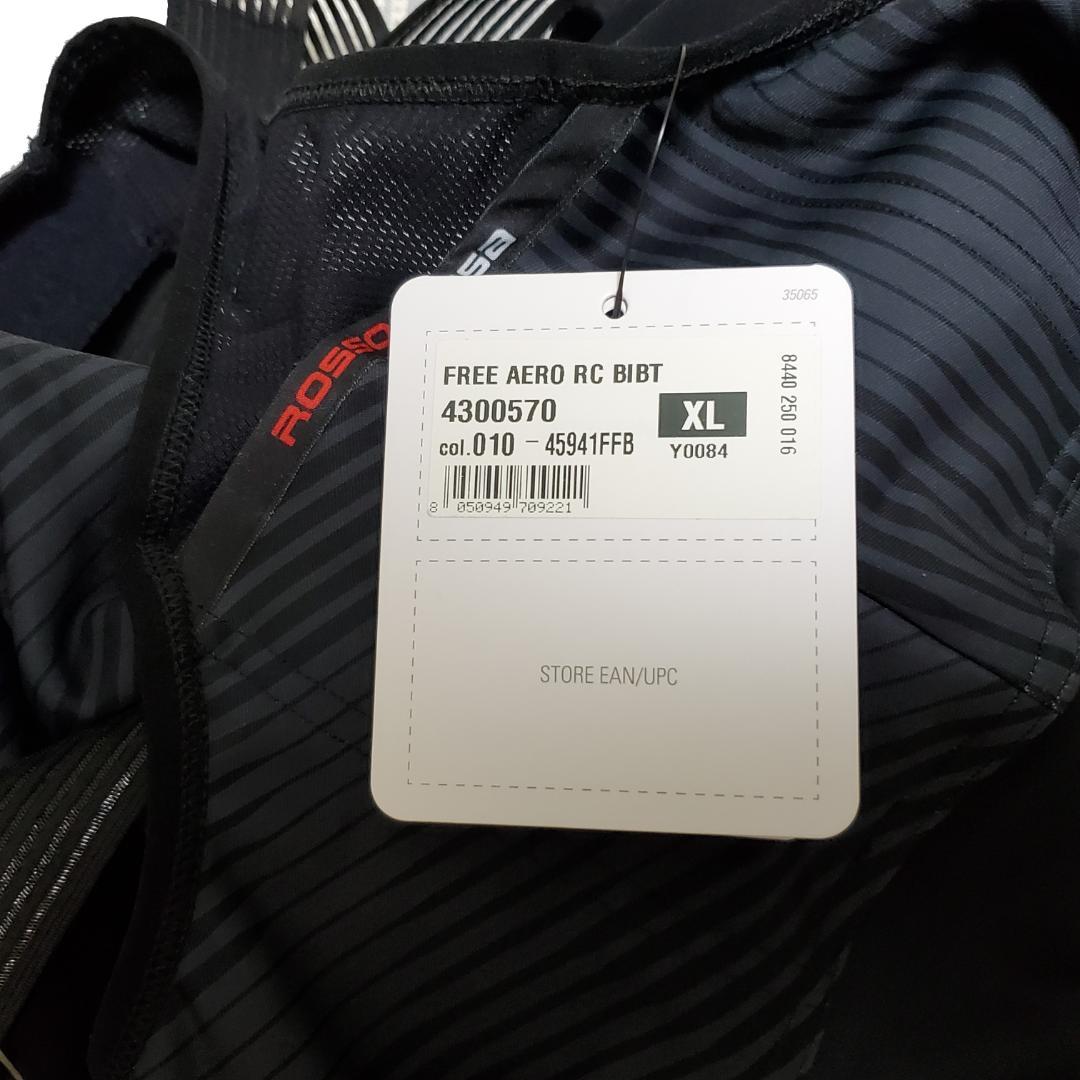 sa
ROSSO
35065
FREE AERO RC BIBT
4300570
XL
col.010 - 45941FFB
Y0084
8440 250 016
8 050949 709221
STORE EAN/UPC